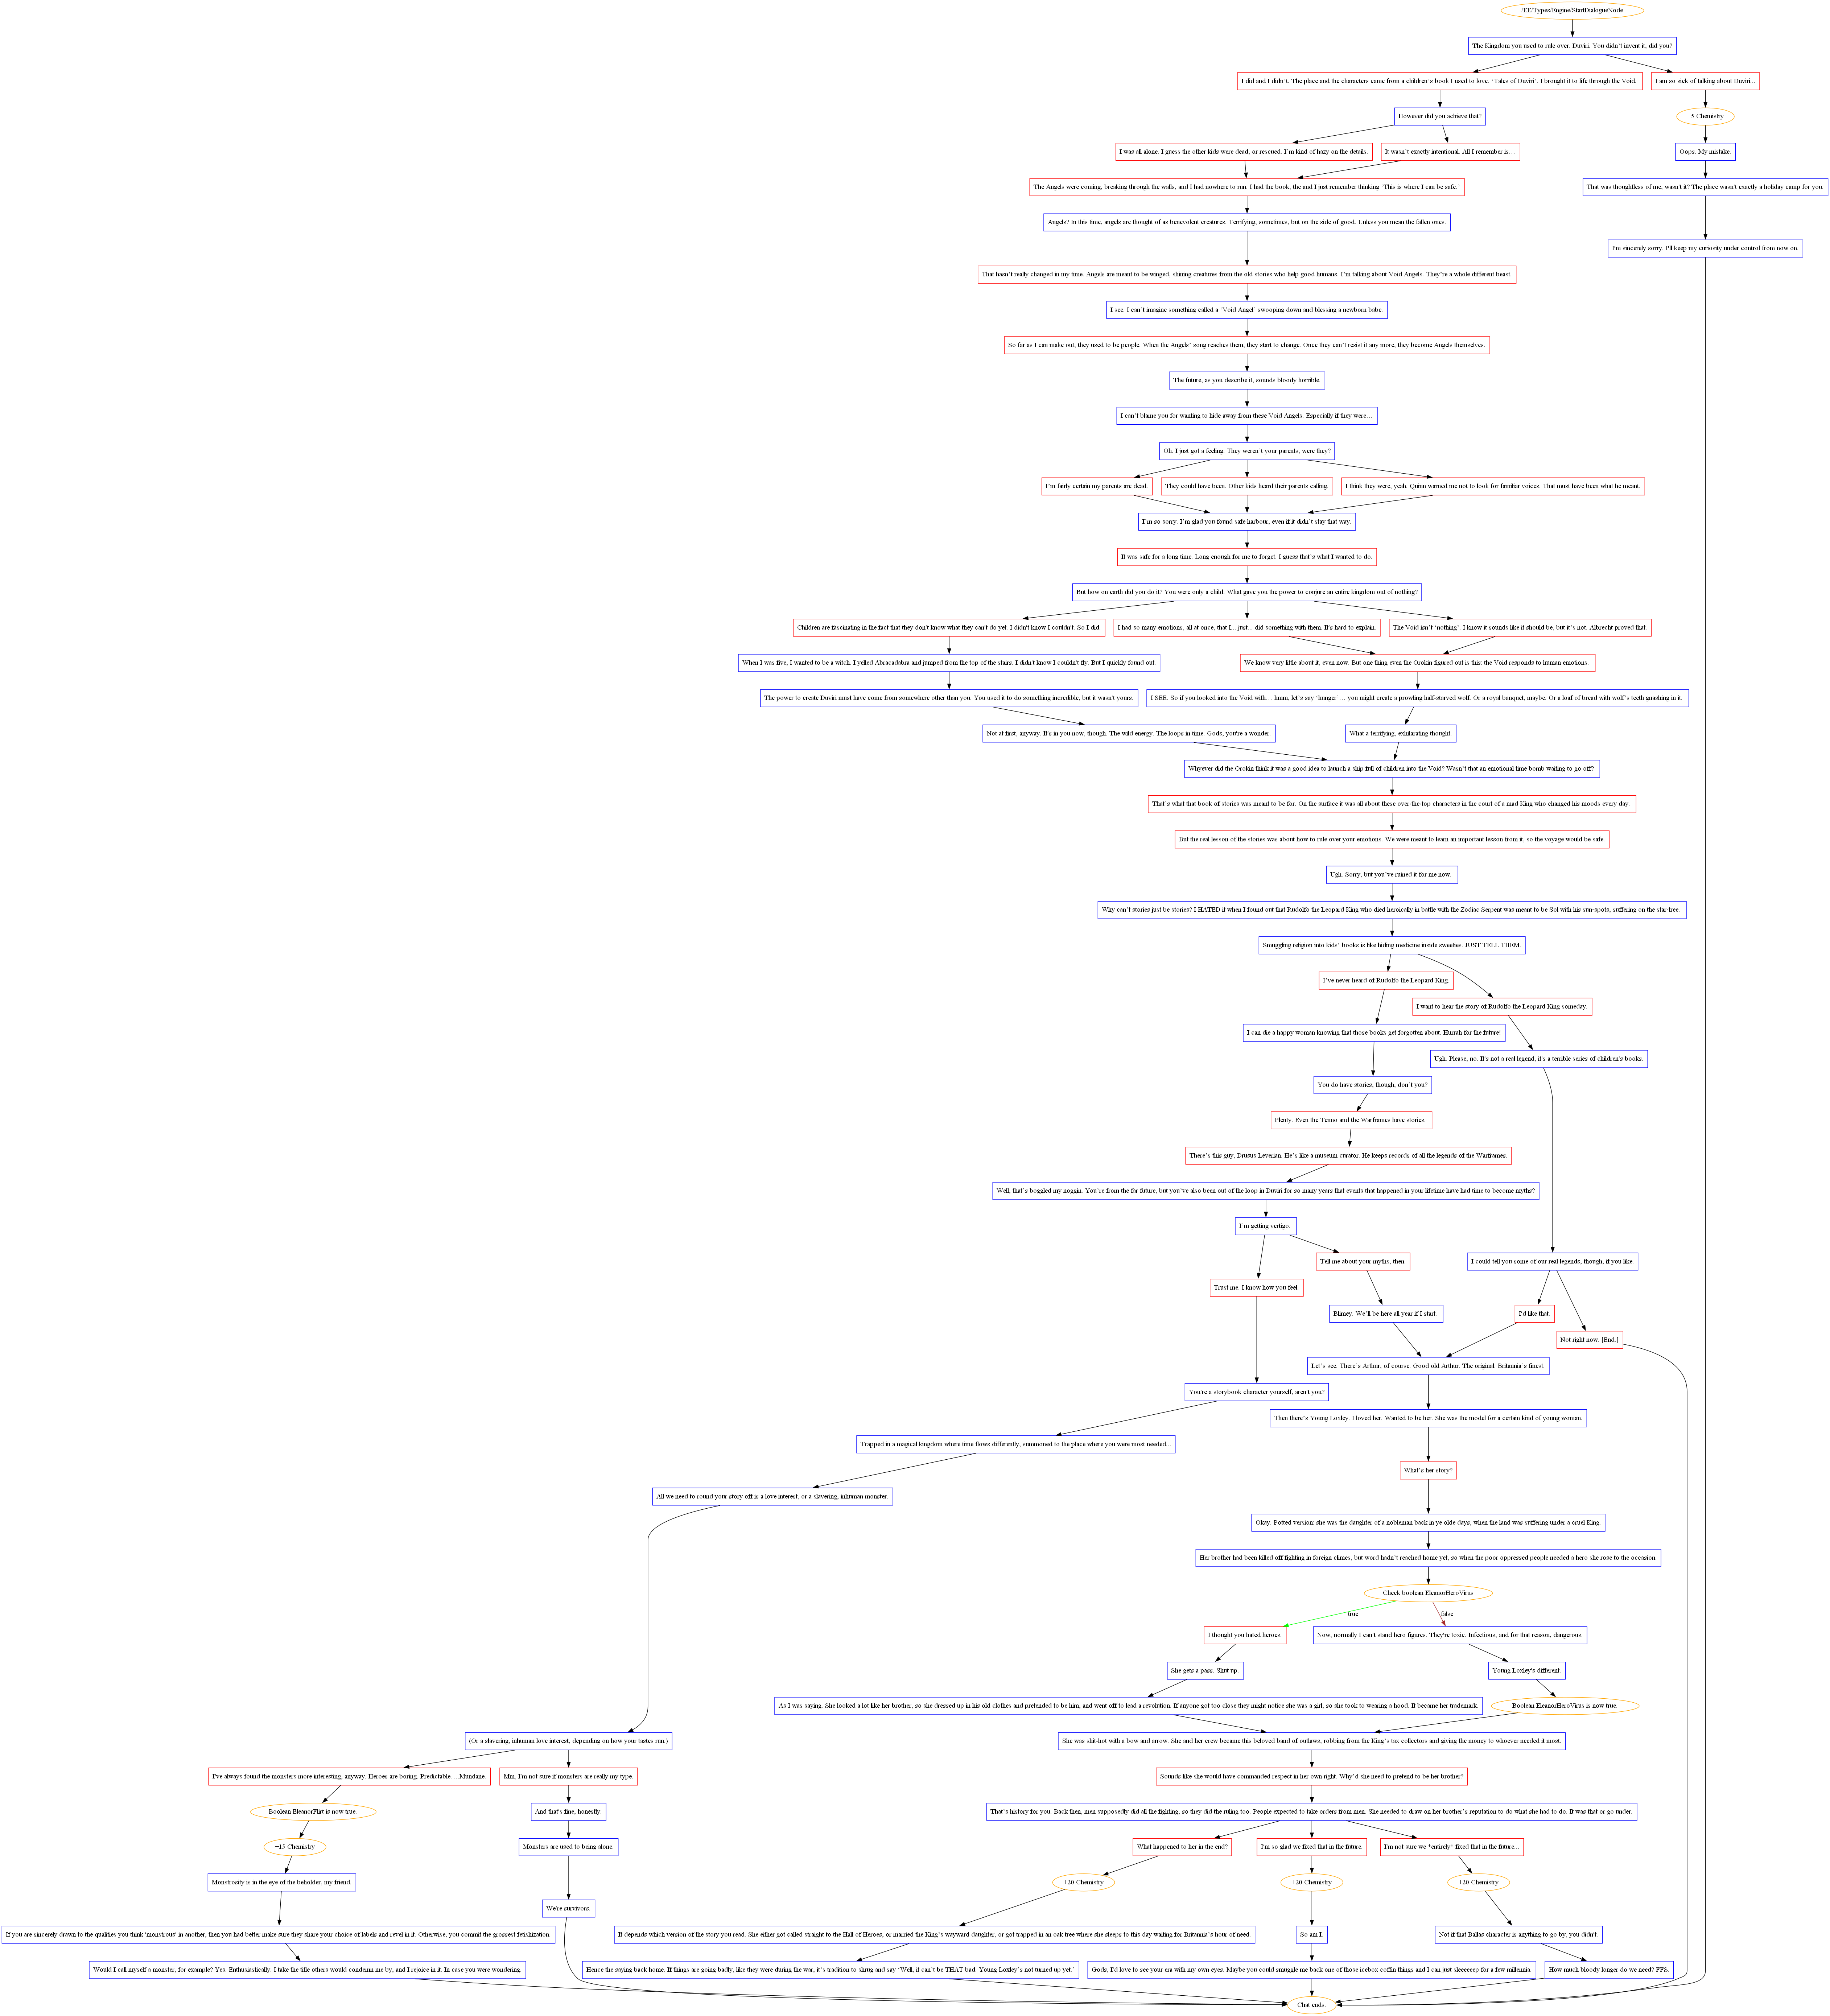 /EE/Types/Engine/StartDialogueNode
The Kingdom you used to rule over. Duviri. You didn't invent it, did you?
I did and I didn't. The place and the characters came from a children's book I used to love. 'Tales of Duviri'. I brought it to life through the Void.
I am so sick of talking about Duviri...
However did you achieve that?
+5 Chemistry
I was all alone. I guess the other kids were dead, or rescued. I'm kind of hazy on the details.
It wasn't exactly intentional. All I remember is…
Oops. My mistake.
The Angels were coming, breaking through the walls, and I had nowhere to run. I had the book, the and I just remember thinking 'This is where I can be safe.'
That was thoughtless of me, wasn't it? The place wasn't exactly a holiday camp for you.
Angels? In this time, angels are thought of as benevolent creatures. Terrifying, sometimes, but on the side of good. Unless you mean the fallen ones.
I'm sincerely sorry. I'll keep my curiosity under control from now on.
That hasn't really changed in my time. Angels are meant to be winged, shining creatures from the old stories who help good humans. I'm talking about Void Angels. They're a whole different beast.
I see. I can't imagine something called a 'Void Angel' swooping down and blessing a newborn babe.
So far as I can make out, they used to be people. When the Angels' song reaches them, they start to change. Once they can't resist it any more, they become Angels themselves.
The future, as you describe it, sounds bloody horrible.
I can't blame you for wanting to hide away from these Void Angels. Especially if they were…
Oh. I just got a feeling. They weren't your parents, were they?
I'm fairly certain my parents are dead.
They could have been. Other kids heard their parents calling.
I think they were, yeah. Quinn warned me not to look for familiar voices. That must have been what he meant.
I'm so sorry. I'm glad you found safe harbour, even if it didn't stay that way.
It was safe for a long time. Long enough for me to forget. I guess that's what I wanted to do.
But how on earth did you do it? You were only a child. What gave you the power to conjure an entire kingdom out of nothing?
Children are fascinating in the fact that they don't know what they can't do yet. I didn't know I couldn't. So I did.
I had so many emotions, all at once, that I... just... did something with them. It's hard to explain.
The Void isn't 'nothing'. I know it sounds like it should be, but it's not. Albrecht proved that.
When I was five, I wanted to be a witch. I yelled Abracadabra and jumped from the top of the stairs. I didn't know I couldn't fly. But I quickly found out.
We know very little about it, even now. But one thing even the Orokin figured out is this: the Void responds to human emotions.
The power to create Duviri must have come from somewhere other than you. You used it to do something incredible, but it wasn't yours.
I SEE. So if you looked into the Void with… hmm, let's say 'hunger'… you might create a prowling half-starved wolf. Or a royal banquet, maybe. Or a loaf of bread with wolf's teeth gnashing in it.
Not at first, anyway. It's in you now, though. The wild energy. The loops in time. Gods, you're a wonder.
What a terrifying, exhilarating thought.
Whyever did the Orokin think it was a good idea to launch a ship full of children into the Void? Wasn't that an emotional time bomb waiting to go off?
That's what that book of stories was meant to be for. On the surface it was all about these over-the-top characters in the court of a mad King who changed his moods every day.
But the real lesson of the stories was about how to rule over your emotions. We were meant to learn an important lesson from it, so the voyage would be safe.
Ugh. Sorry, but you've ruined it for me now.
Why can't stories just be stories? I HATED it when I found out that Rudolfo the Leopard King who died heroically in battle with the Zodiac Serpent was meant to be Sol with his sun-spots, suffering on the star-tree.
Smuggling religion into kids' books is like hiding medicine inside sweeties. JUST TELL THEM.
I've never heard of Rudolfo the Leopard King.
I want to hear the story of Rudolfo the Leopard King someday.
I can die a happy woman knowing that those books get forgotten about. Hurrah for the future!
Ugh. Please, no. It's not a real legend, it's a terrible series of children's books.
You do have stories, though, don't you?
Plenty. Even the Tenno and the Warframes have stories.
There's this guy, Drusus Leverian. He's like a museum curator. He keeps records of all the legends of the Warframes.
Well, that's boggled my noggin. You're from the far future, but you've also been out of the loop in Duviri for so many years that events that happened in your lifetime have had time to become myths?
I'm getting vertigo.
Tell me about your myths, then.
I could tell you some of our real legends, though, if you like.
Trust me. I know how you feel.
Blimey. We'll be here all year if I start.
I'd like that.
Not right now. [End.]
Let's see. There's Arthur, of course. Good old Arthur. The original. Britannia's finest.
You're a storybook character yourself, aren't you?
Then there's Young Loxley. I loved her. Wanted to be her. She was the model for a certain kind of young woman.
Trapped in a magical kingdom where time flows differently, summoned to the place where you were most needed...
What's her story?
All we need to round your story off is a love interest, or a slavering, inhuman monster.
Okay. Potted version: she was the daughter of a nobleman back in ye olde days, when the land was suffering under a cruel King.
Her brother had been killed off fighting in foreign climes, but word hadn't reached home yet, so when the poor oppressed people needed a hero she rose to the occasion.
Check boolean EleanorHeroVirus
true
false
I thought you hated heroes.
Now, normally I can't stand hero figures. They're toxic. Infectious, and for that reason, dangerous.
She gets a pass. Shut up.
Young Loxley's different.
As I was saying. She looked a lot like her brother, so she dressed up in his old clothes and pretended to be him, and went off to lead a revolution. If anyone got too close they might notice she was a girl, so she took to wearing a hood. It became her trademark.
Boolean EleanorHeroVirus is now true.
(Or a slavering, inhuman love interest, depending on how your tastes run.)
She was shit-hot with a bow and arrow. She and her crew became this beloved band of outlaws, robbing from the King's tax collectors and giving the money to whoever needed it most.
I've always found the monsters more interesting, anyway. Heroes are boring. Predictable. ...Mundane.
Mm, I'm not sure if monsters are really my type.
Sounds like she would have commanded respect in her own right. Why'd she need to pretend to be her brother?
Boolean EleanorFlirt is now true.
And that's fine, honestly.
That's history for you. Back then, men supposedly did all the fighting, so they did the ruling too. People expected to take orders from men. She needed to draw on her brother's reputation to do what she had to do. It was that or go under.
+15 Chemistry
Monsters are used to being alone.
What happened to her in the end?
I'm so glad we fixed that in the future.
I'm not sure we *entirely* fixed that in the future...
Monstrosity is in the eye of the beholder, my friend.
+20 Chemistry
+20 Chemistry
+20 Chemistry
We're survivors.
If you are sincerely drawn to the qualities you think 'monstrous' in another, then you had better make sure they share your choice of labels and revel in it. Otherwise, you commit the grossest fetishization.
It depends which version of the story you read. She either got called straight to the Hall of Heroes, or married the King's wayward daughter, or got trapped in an oak tree where she sleeps to this day waiting for Britannia's hour of need.
So am I.
Not if that Ballas character is anything to go by, you didn't.
Would I call myself a monster, for example? Yes. Enthusiastically. I take the title others would condemn me by, and I rejoice in it. In case you were wondering.
Hence the saying back home. If things are going badly, like they were during the war, it's tradition to shrug and say 'Well, it can't be THAT bad. Young Loxley's not turned up yet.'
Gods, I'd love to see your era with my own eyes. Maybe you could smuggle me back one of those icebox coffin things and I can just sleeeeeep for a few millennia.
How much bloody longer do we need? FFS.
Chat ends.